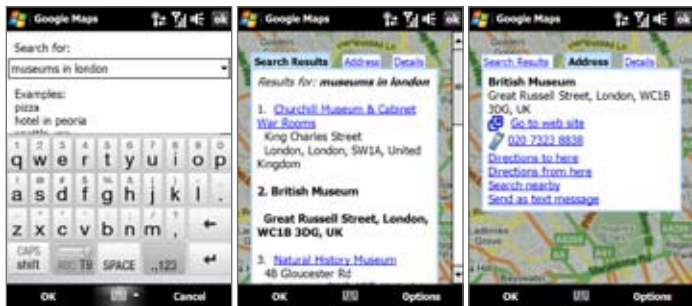 Google Maps
ok
Search for:
museums in london
Examples:
pizza
hotel in peoria
q w e r t y u i o p
a s d f g h j k l .
z x c v b n m ,
CAPS
shift
ABC T9
SPACE
.,123
OK
Cancel
Google Maps
ok
Search Results
Address
Details
Results for: museums in london
1. Churchill Museum & Cabinet
War Rooms
King Charles Street
London, London, SW1A, United
Kingdom
2. British Museum
Great Russell Street, London,
WC1B 3DG, UK
3. Natural History Museum
48 Gloucester Rd
OK
Options
Google Maps
ok
Search Results
Address
Details
British Museum
Great Russell Street, London, WC1B
3DG, UK
Go to web site
020 7323 8838
Directions to here
Directions from here
Search nearby
Send as text message
OK
Options